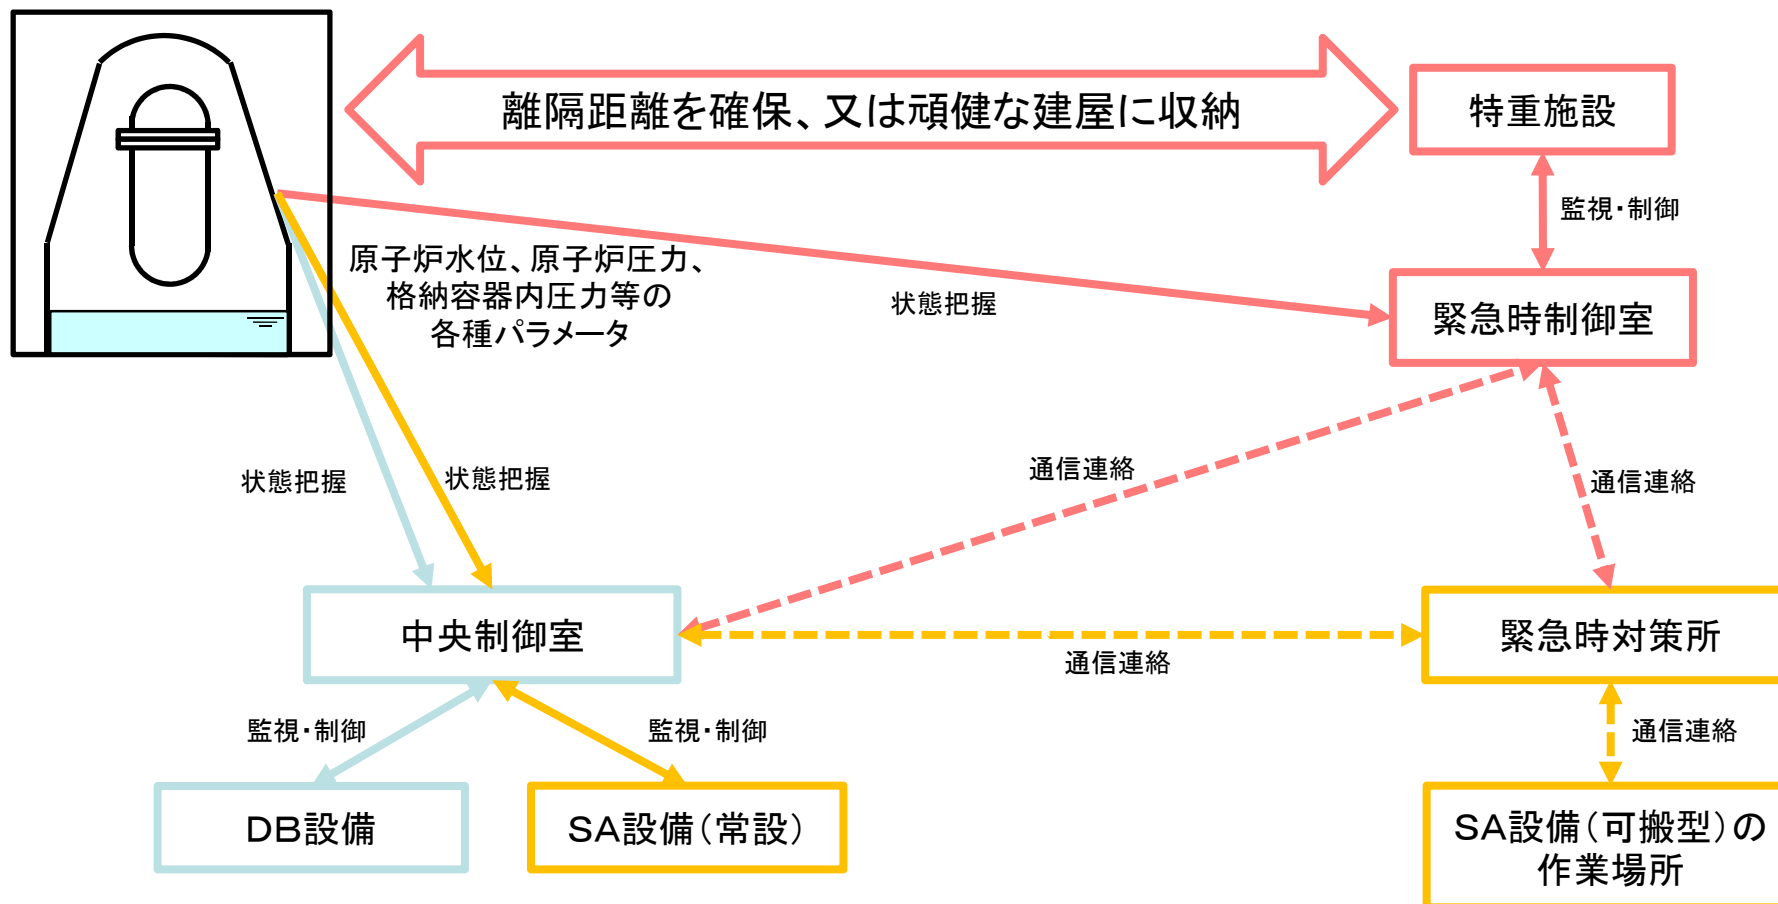 離隔距離を確保、又は頑健な建屋に収納
特重施設
監視・制御
原子炉水位、原子炉圧力、
格納容器内圧力等の
各種パラメータ
状態把握
緊急時制御室
状態把握
状態把握
通信連絡
通信連絡
中央制御室
通信連絡
緊急時対策所
監視・制御
監視・制御
通信連絡
DB設備
SA設備(常設)
SA設備(可搬型)の
作業場所